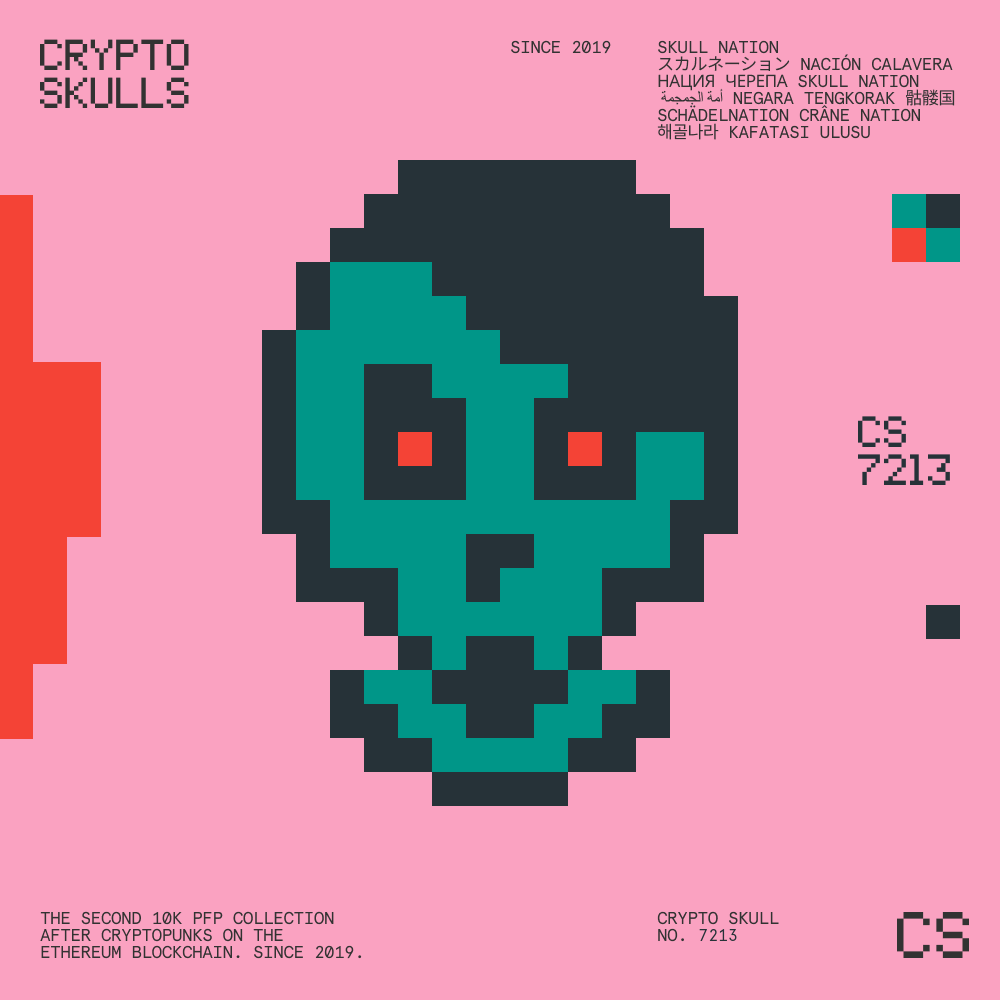 CRYPTO
SKULLS
SINCE 2019
SKULL NATION
スカルネーション NACIÓN CALAVERA
НАЦИЯ ЧЕРЕПА SKULL NATION
أمة الجمجمة NEGARA TENGKORAK 骷髅国
SCHÄDELNATION CRÂNE NATION
해골나라 KAFATASI ULUSU
CS
7213
THE SECOND 10K PFP COLLECTION
AFTER CRYPTOPUNKS ON THE
ETHEREUM BLOCKCHAIN. SINCE 2019.
CRYPTO SKULL
NO. 7213
CS